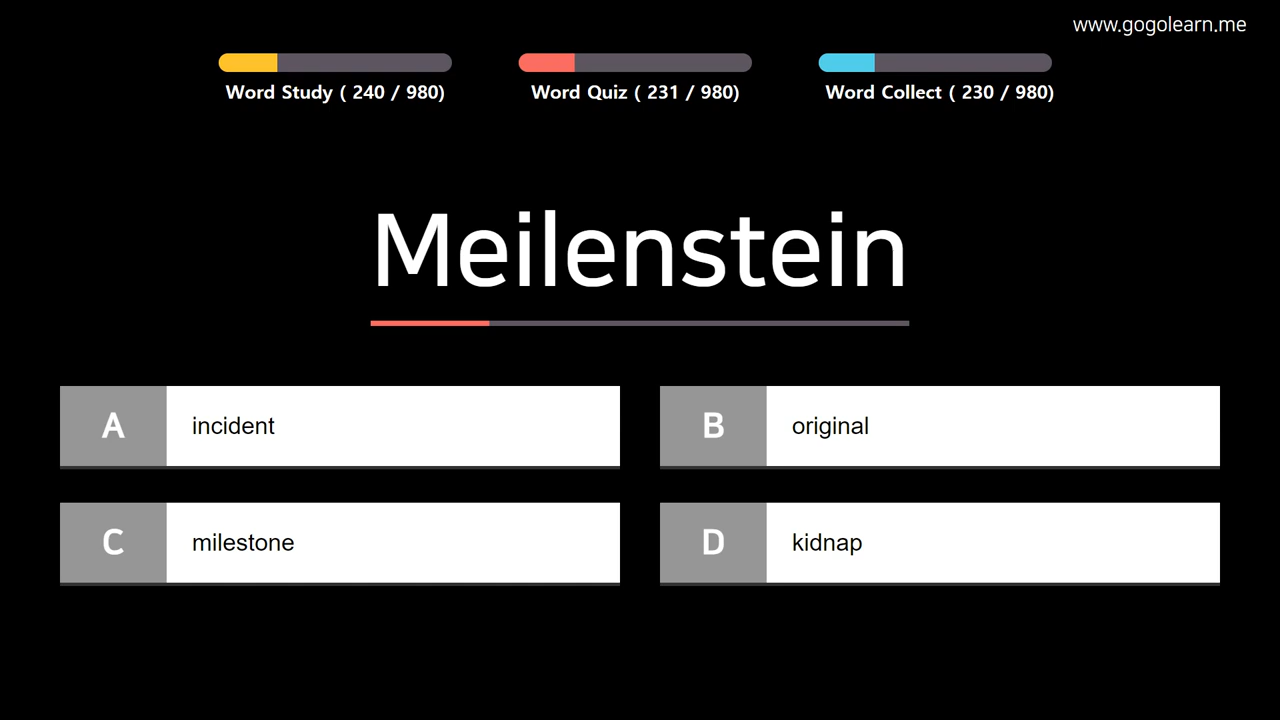 www.gogolearn.me
Word Study ( 240 / 980)
Word Quiz ( 231 / 980)
Word Collect ( 230 / 980)
Meilenstein
A incident
B original
C milestone
D kidnap